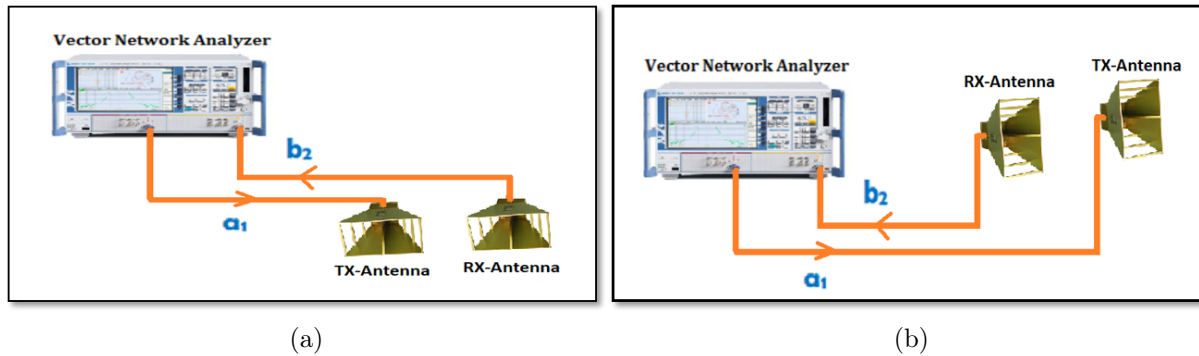 Vector Network Analyzer
b2
a1
TX-Antenna
RX-Antenna
(a)
Vector Network Analyzer
TX-Antenna
RX-Antenna
b2
a1
(b)